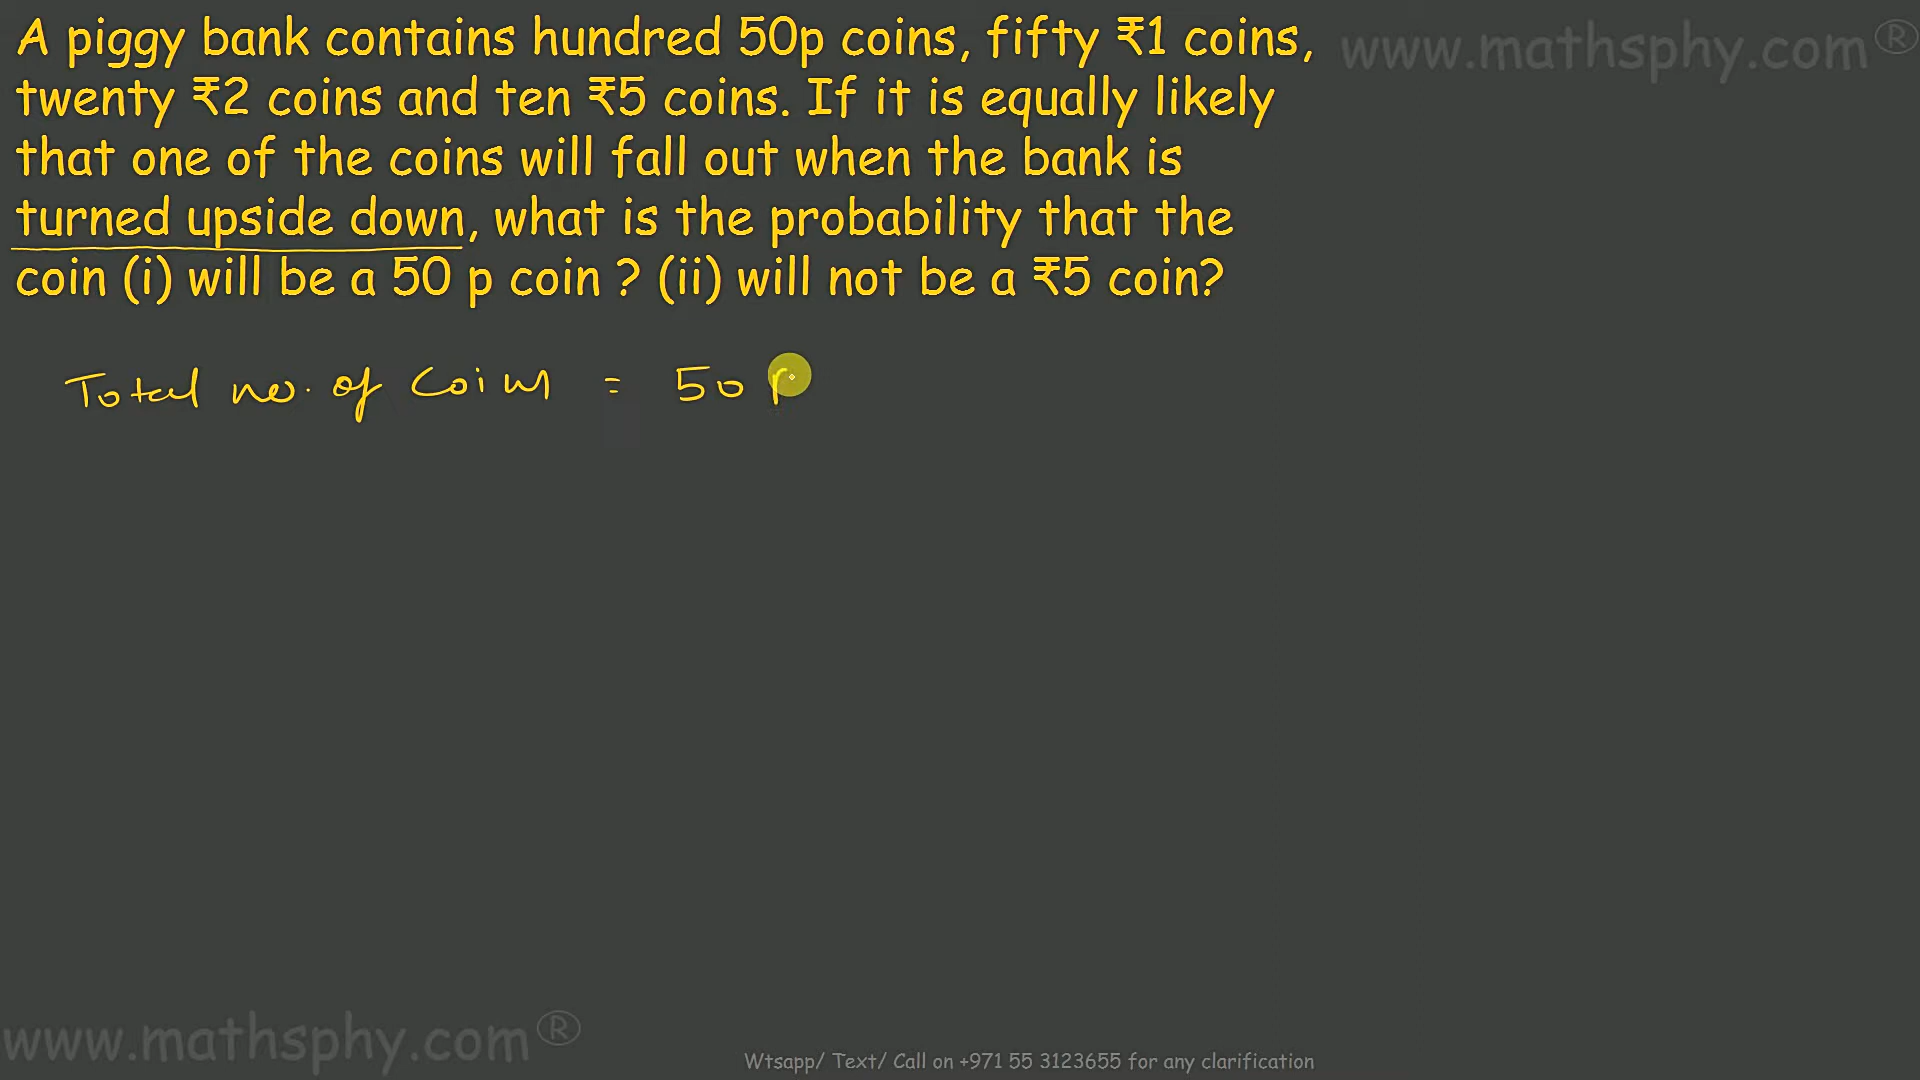 A piggy bank contains hundred 50p coins, fifty ₹1 coins,
www.mathsphy.com®
twenty ₹2 coins and ten ₹5 coins. If it is equally likely
that one of the coins will fall out when the bank is
turned upside down, what is the probability that the
coin (i) will be a 50 p coin ? (ii) will not be a ₹5 coin?
Total no. of Coins = 50 p
www.mathsphy.com®
Wtsapp/ Text/ Call on +971 55 3123655 for any clarification